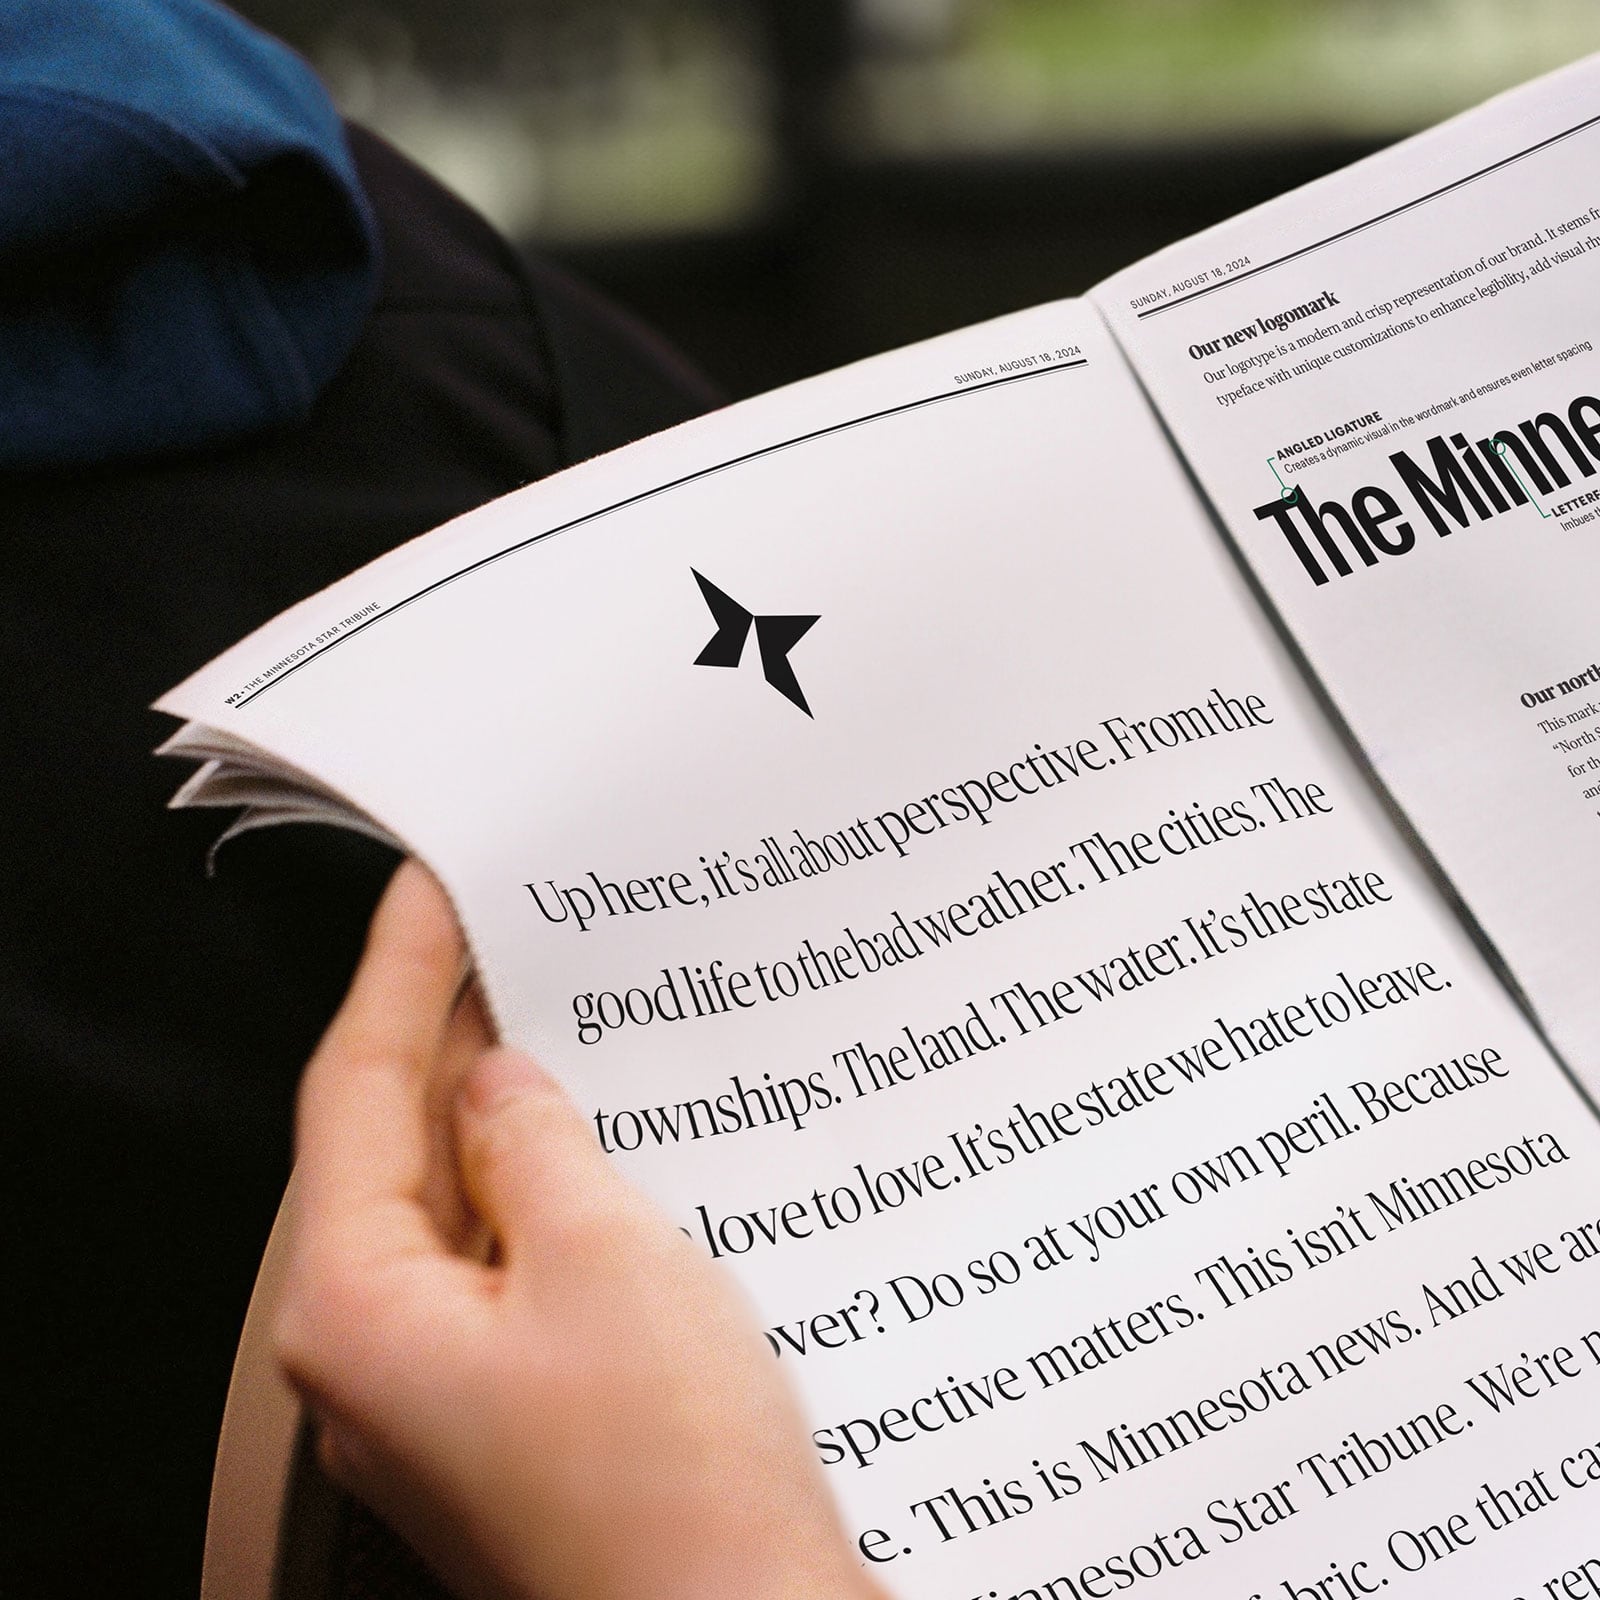 W2 • THE MINNESOTA STAR TRIBUNE
SUNDAY, AUGUST 18, 2024
Up here, it's all about perspective. From the
good life to the bad weather. The cities. The
townships. The land. The water. It's the state
love to love. It's the state we hate to leave.
over? Do so at your own peril. Because
spective matters. This isn't Minnesota
e. This is Minnesota news. And we are
innesota Star Tribune. We're
bric. One that ca
rep
SUNDAY, AUGUST 18, 2024
Our new logomark
Our logotype is a modern and crisp representation of our brand. It stems fr
typeface with unique customizations to enhance legibility, add visual rh
ANGLED LIGATURE
Creates a dynamic visual in the wordmark and ensures even letter spacing
The Minne
LETTERF
Imbues th
Our north
This mark
"North S
for th
and